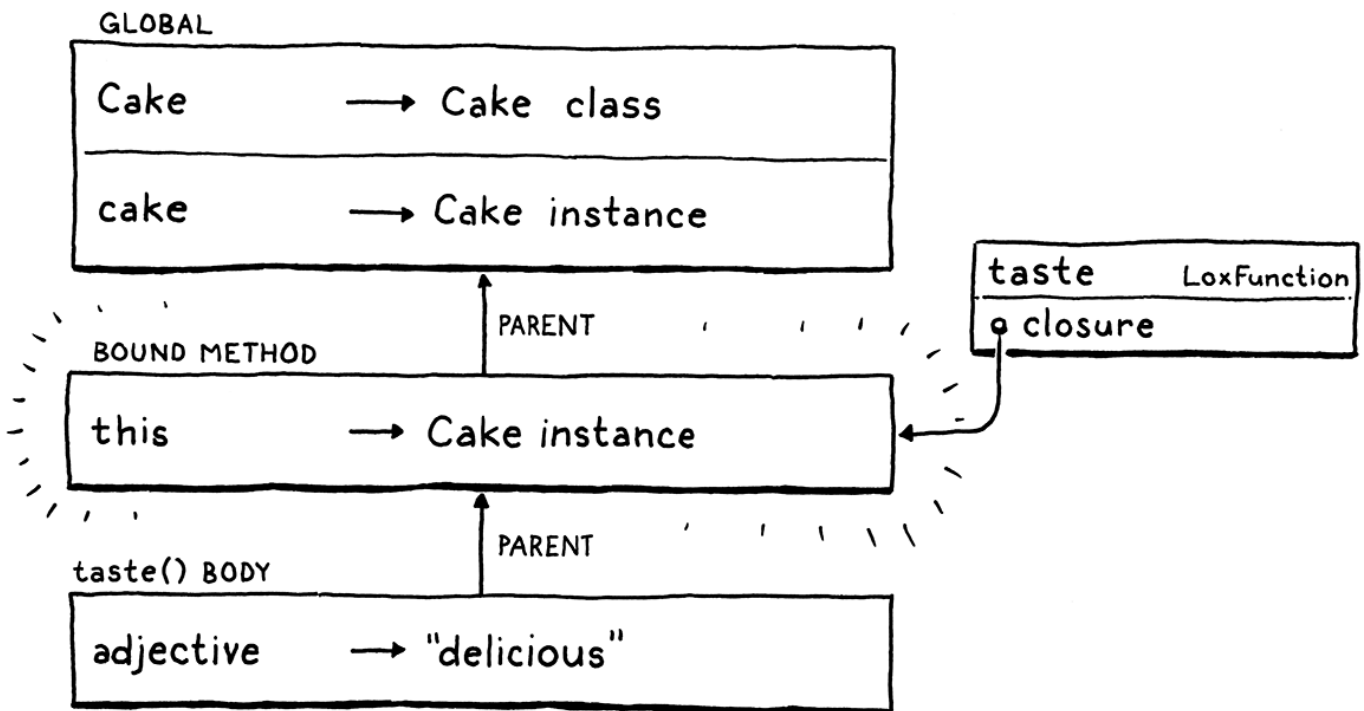 GLOBAL
Cake → Cake class
cake → Cake instance
taste LoxFunction
closure
PARENT
BOUND METHOD
this → Cake instance
PARENT
taste() BODY
adjective → "delicious"